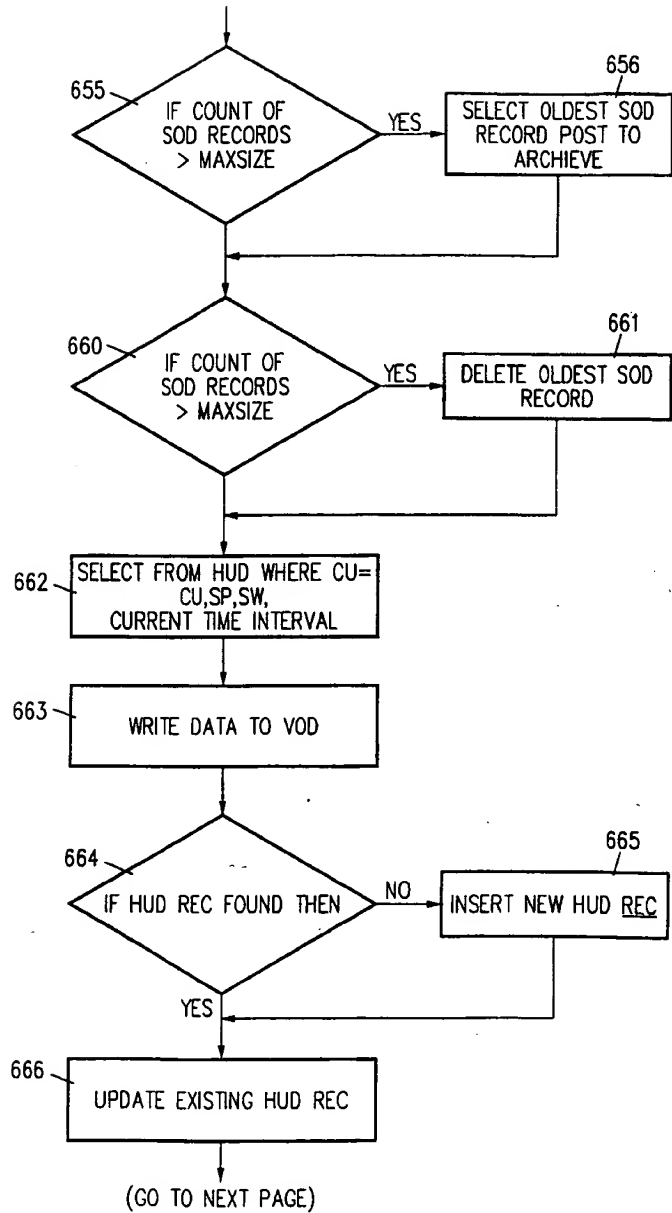 655
IF COUNT OF
SOD RECORDS
> MAXSIZE
YES
656
SELECT OLDEST SOD
RECORD POST TO
ARCHIEVE
660
IF COUNT OF
SOD RECORDS
> MAXSIZE
YES
661
DELETE OLDEST SOD
RECORD
662
SELECT FROM HUD WHERE CU=
CU,SP,SW,
CURRENT TIME INTERVAL
663
WRITE DATA TO VOD
664
IF HUD REC FOUND THEN
NO
665
INSERT NEW HUD REC
YES
666
UPDATE EXISTING HUD REC
(GO TO NEXT PAGE)